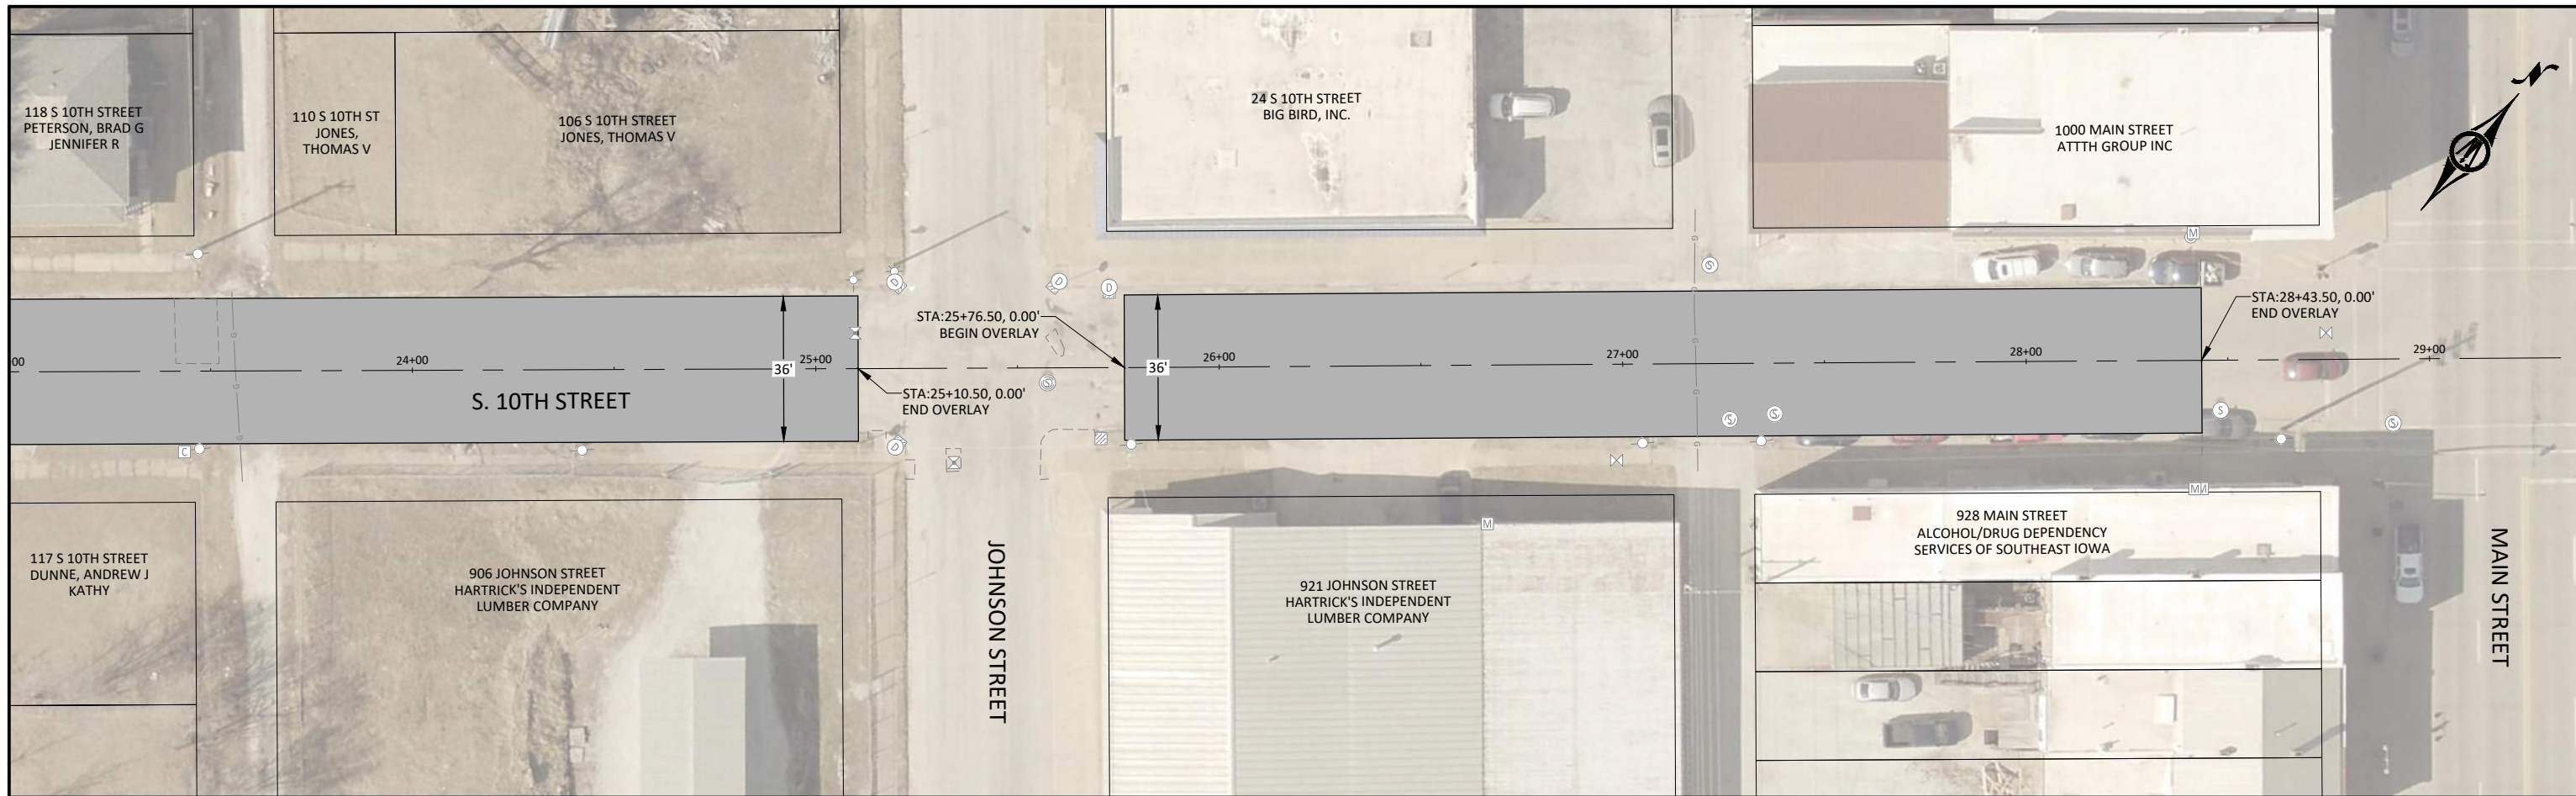 118 S 10TH STREET
PETERSON, BRAD G
JENNIFER R
110 S 10TH ST
JONES,
THOMAS V
106 S 10TH STREET
JONES, THOMAS V
24 S 10TH STREET
BIG BIRD, INC.
1000 MAIN STREET
ATTTH GROUP INC
N
M
D
D
D
S
STA:25+76.50, 0.00'
BEGIN OVERLAY
STA:28+43.50, 0.00'
END OVERLAY
00
24+00
25+00
26+00
27+00
28+00
29+00
36'
36'
G
G
G
G
G
G
S. 10TH STREET
STA:25+10.50, 0.00'
END OVERLAY
S
S
S
S
S
C
D
M
M
117 S 10TH STREET
DUNNE, ANDREW J
KATHY
906 JOHNSON STREET
HARTRICK'S INDEPENDENT
LUMBER COMPANY
JOHNSON STREET
921 JOHNSON STREET
HARTRICK'S INDEPENDENT
LUMBER COMPANY
928 MAIN STREET
ALCOHOL/DRUG DEPENDENCY
SERVICES OF SOUTHEAST IOWA
MAIN STREET